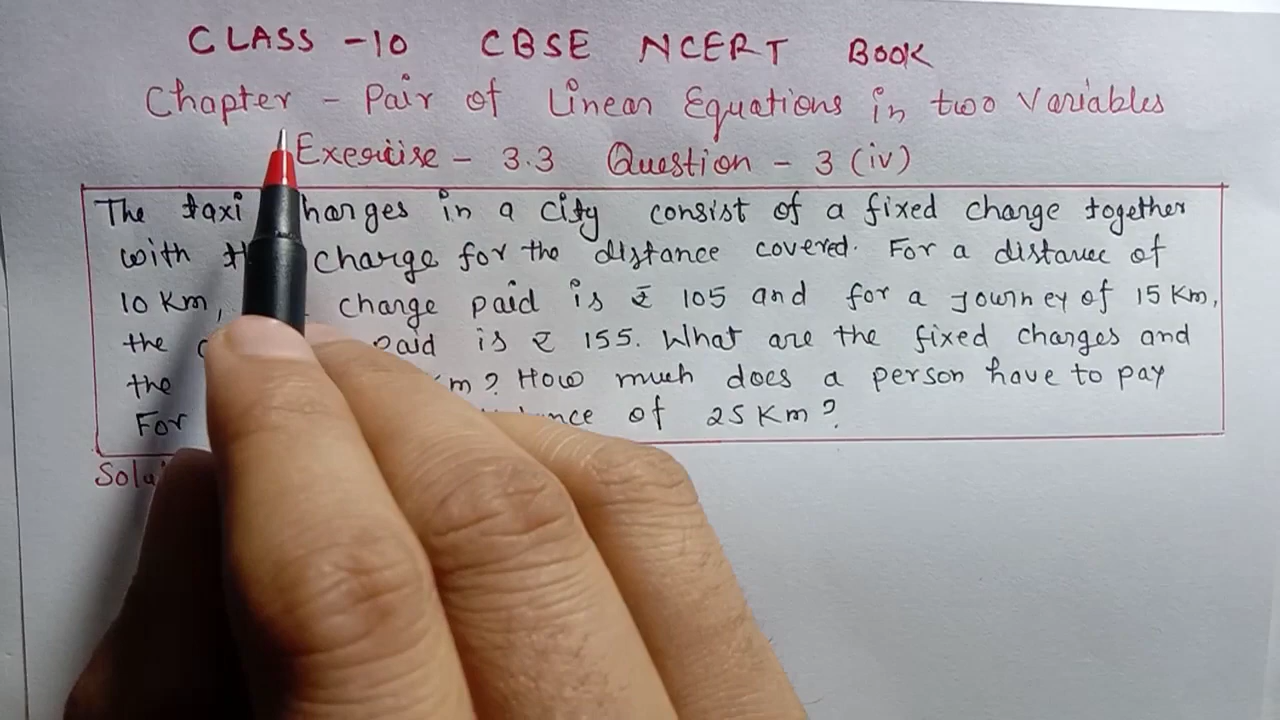 CLASS -10 CBSE NCERT BOOK
Chapter - Pair of Linear Equations in two Variables
Exercise - 3.3 Question - 3 (iv)
The taxi charges in a city consist of a fixed charge together
with charge for the distance covered. For a distance of
10 Km, charge paid is ₹ 105 and for a Journey of 15 Km,
the paid is ₹ 155. What are the fixed charges and
the Km? How much does a person have to pay
For of 25 Km?